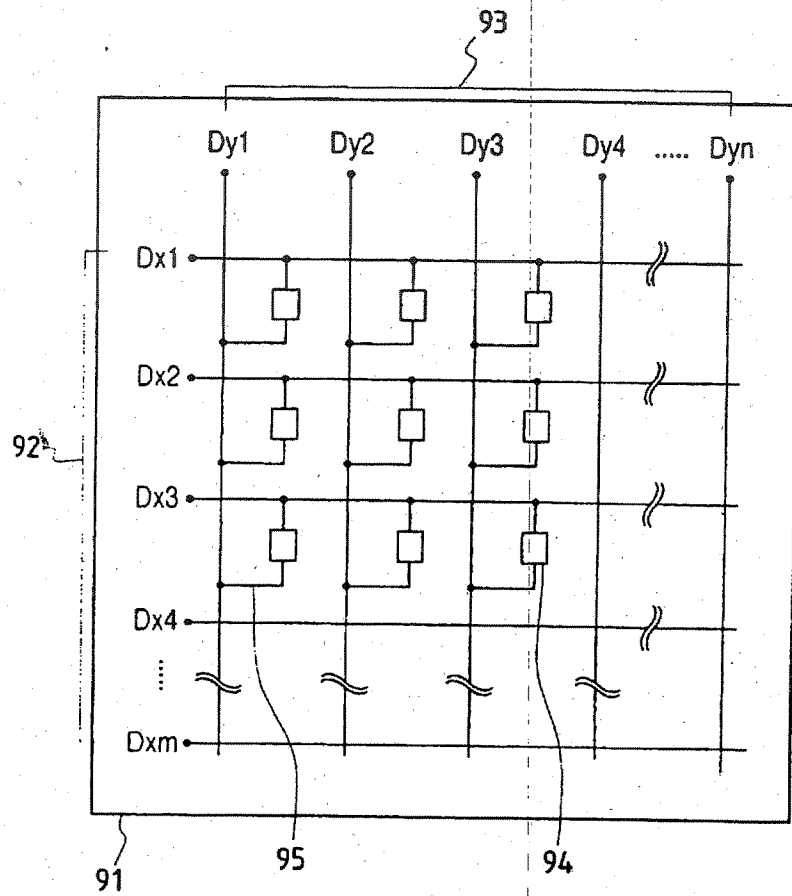 93
Dy1 Dy2 Dy3 Dy4 ..... Dyn
Dx1
Dx2
92
Dx3
Dx4
.....
Dxm
91
95
94